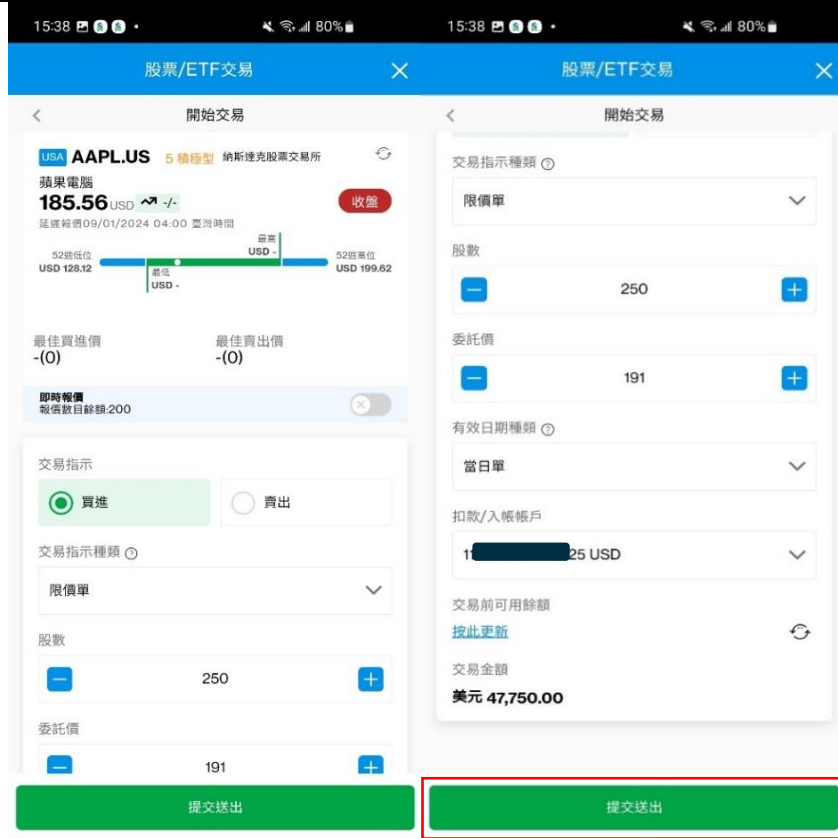 15:38
80%
股票/ETF交易
開始交易
USA AAPL.US 5 積極型 納斯達克股票交易所
蘋果電腦
185.56 USD -/-
收盤
延遲報價09/01/2024 04:00 臺灣時間
最高
USD -
52週低位
USD 128.12
52週高位
USD 199.62
最低
USD -
最佳買進價
-(0)
最佳賣出價
-(0)
即時報價
報價數目餘額:200
交易指示
買進
賣出
交易指示種類
限價單
股數
250
委託價
191
提交送出
15:38
80%
股票/ETF交易
開始交易
交易指示種類
限價單
股數
250
委託價
191
有效日期種類
當日單
扣款/入帳帳戶
11 25 USD
交易前可用餘額
按此更新
交易金額
美元 47,750.00
提交送出